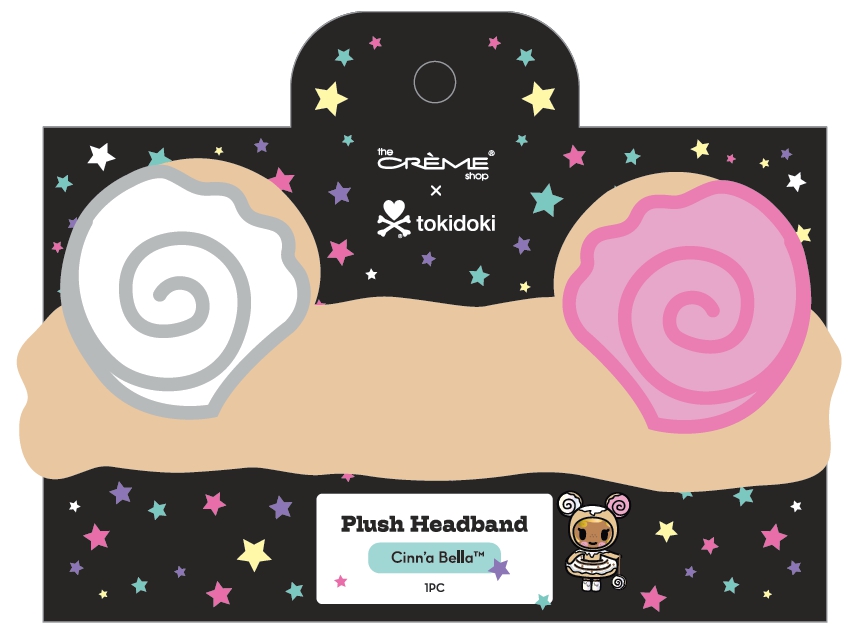 the
CRÈME®
shop
×
tokidoki
®
Plush Headband
Cinn'a Bella™
1PC